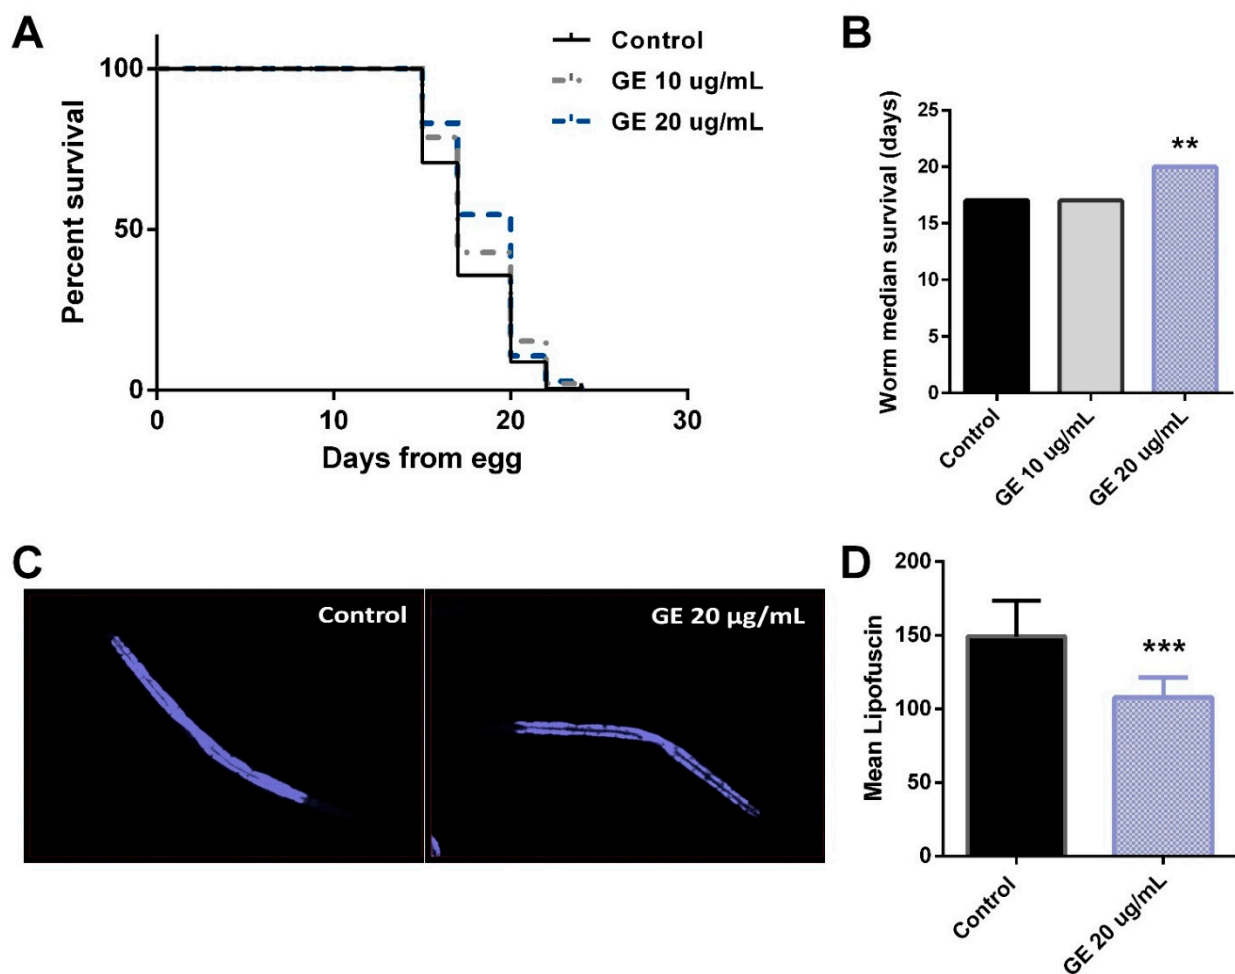 A
Control
GE 10 ug/mL
GE 20 ug/mL
Percent survival
100
50
0
0
10
20
30
Days from egg
B
**
Worm median survival (days)
25
20
15
10
5
0
Control
GE 10 ug/mL
GE 20 ug/mL
C
Control
GE 20 µg/mL
D
***
Mean Lipofuscin
200
150
100
50
0
Control
GE 20 ug/mL